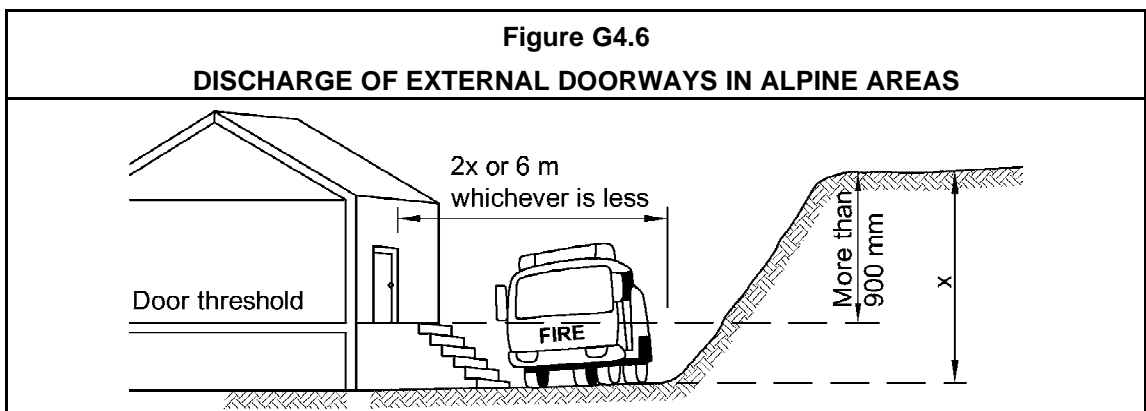 Figure G4.6
DISCHARGE OF EXTERNAL DOORWAYS IN ALPINE AREAS
2x or 6 m
whichever is less
Door threshold
FIRE
More than
900 mm
x